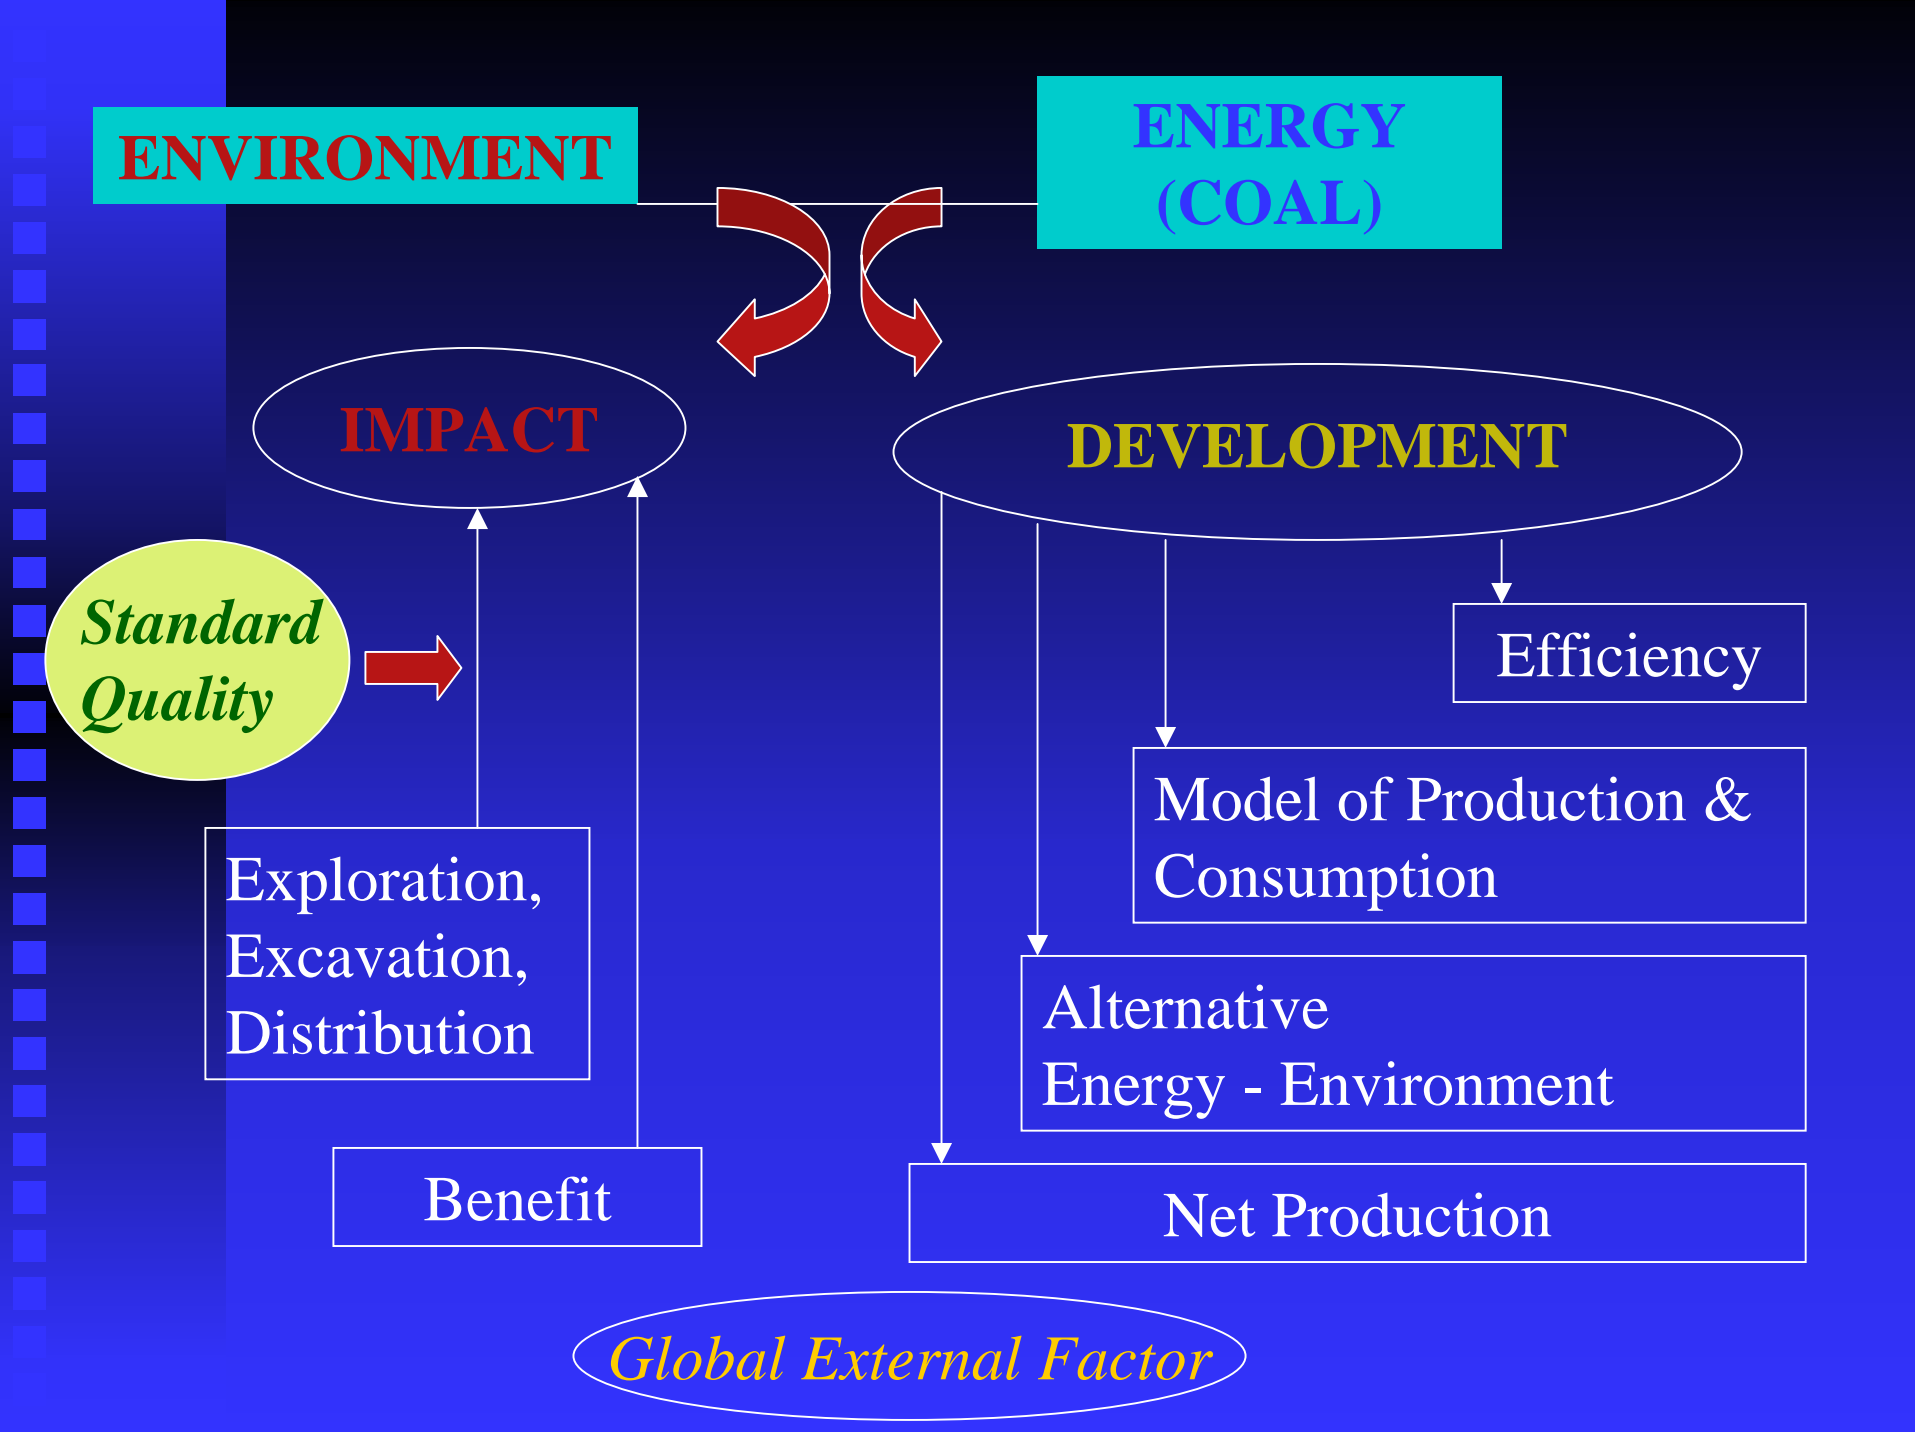 ENVIRONMENT
ENERGY
(COAL)
IMPACT
DEVELOPMENT
Standard
Quality
Efficiency
Model of Production &
Consumption
Exploration,
Excavation,
Distribution
Alternative
Energy - Environment
Benefit
Net Production
Global External Factor